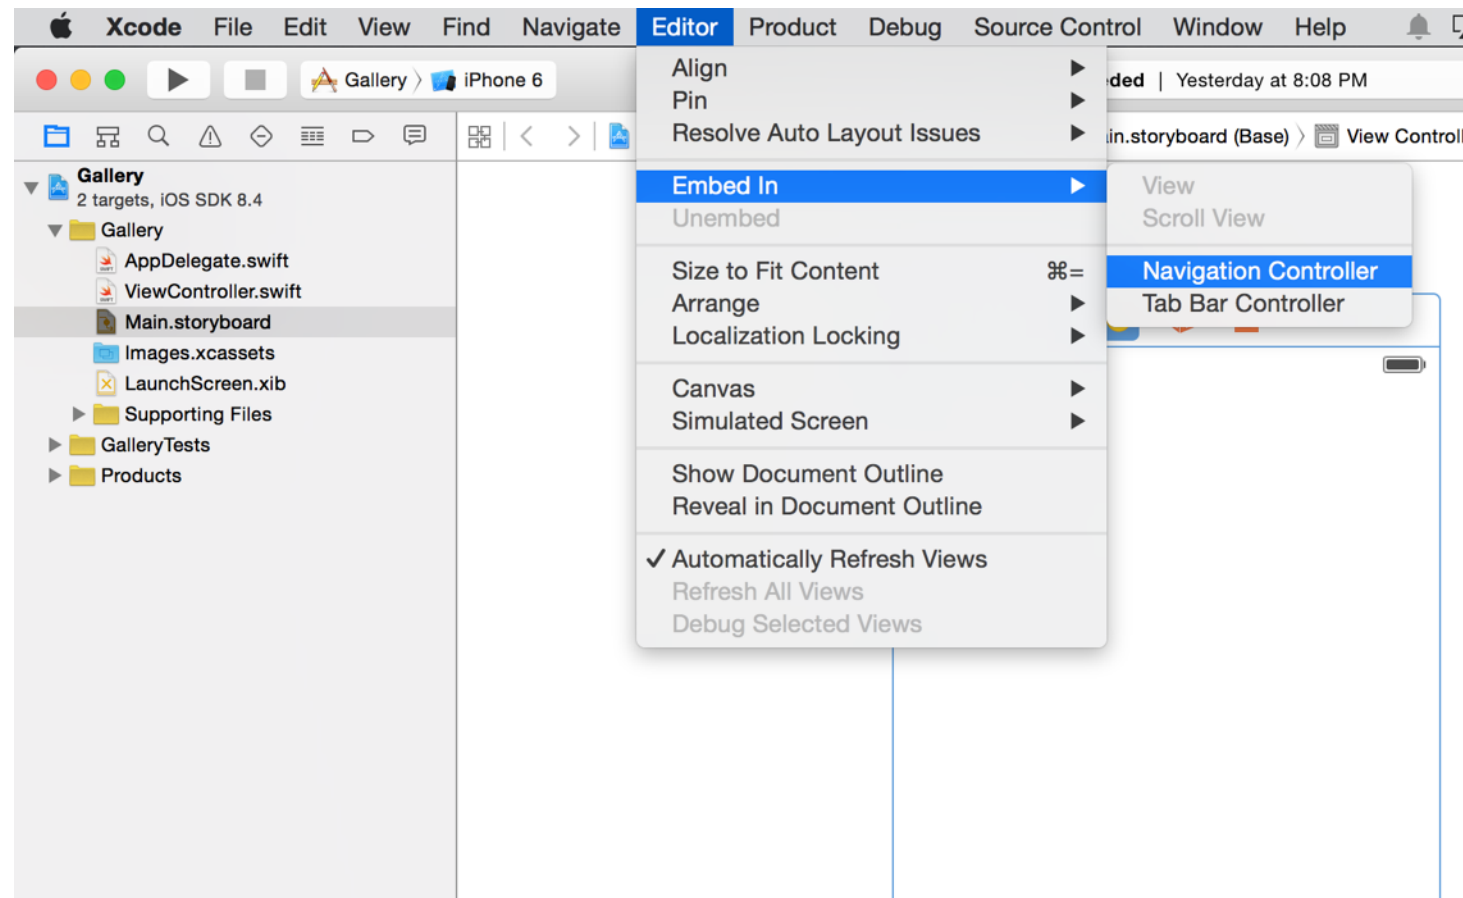 Xcode File Edit View Find Navigate Editor Product Debug Source Control Window Help
Gallery iPhone 6
Yesterday at 8:08 PM
(Base) View
Gallery
2 targets, iOS SDK 8.4
Gallery
AppDelegate.swift
ViewController.swift
Main.storyboard
Images.xcassets
LaunchScreen.xib
Supporting Files
GalleryTests
Products
Align
Pin
Resolve Auto Layout Issues
Embed In
Unembed
Size to Fit Content ⌘=
Arrange
Localization Locking
Canvas
Simulated Screen
Show Document Outline
Reveal in Document Outline
✓ Automatically Refresh Views
Refresh All Views
Debug Selected Views
View
Scroll View
Navigation Controller
Tab Bar Controller